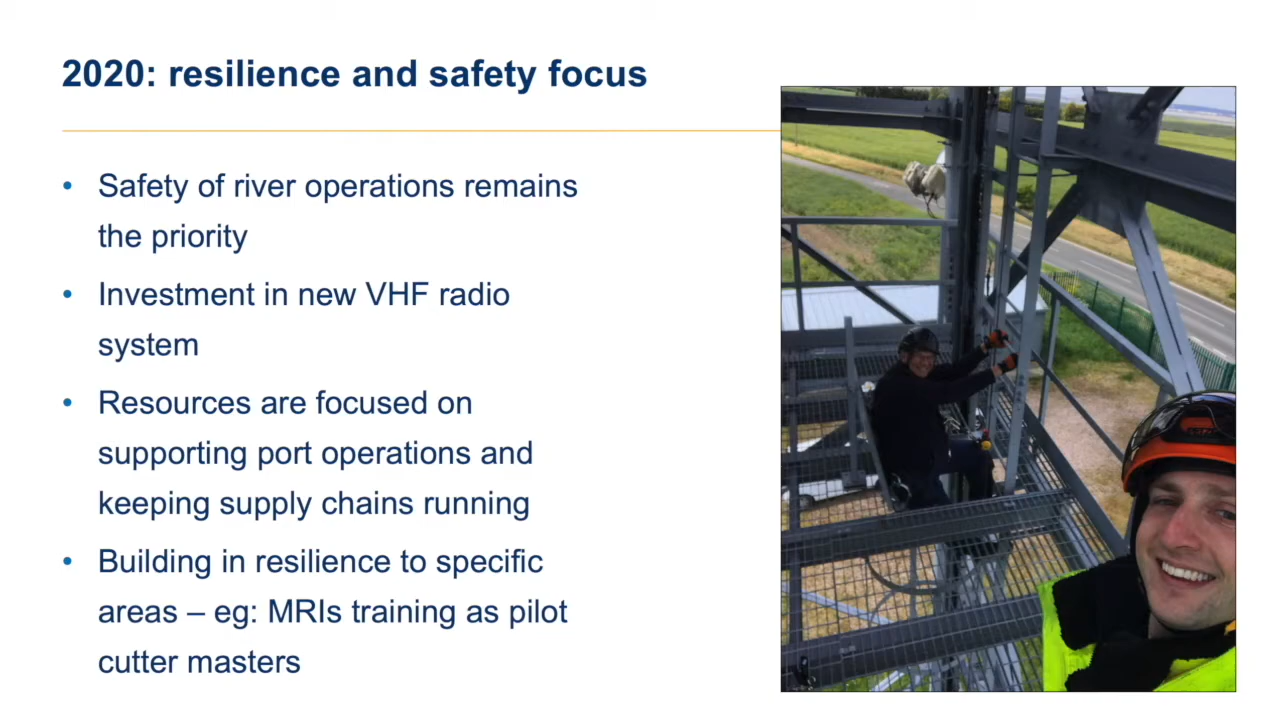 2020: resilience and safety focus
• Safety of river operations remains
the priority
• Investment in new VHF radio
system
• Resources are focused on
supporting port operations and
keeping supply chains running
• Building in resilience to specific
areas – eg: MRIs training as pilot
cutter masters